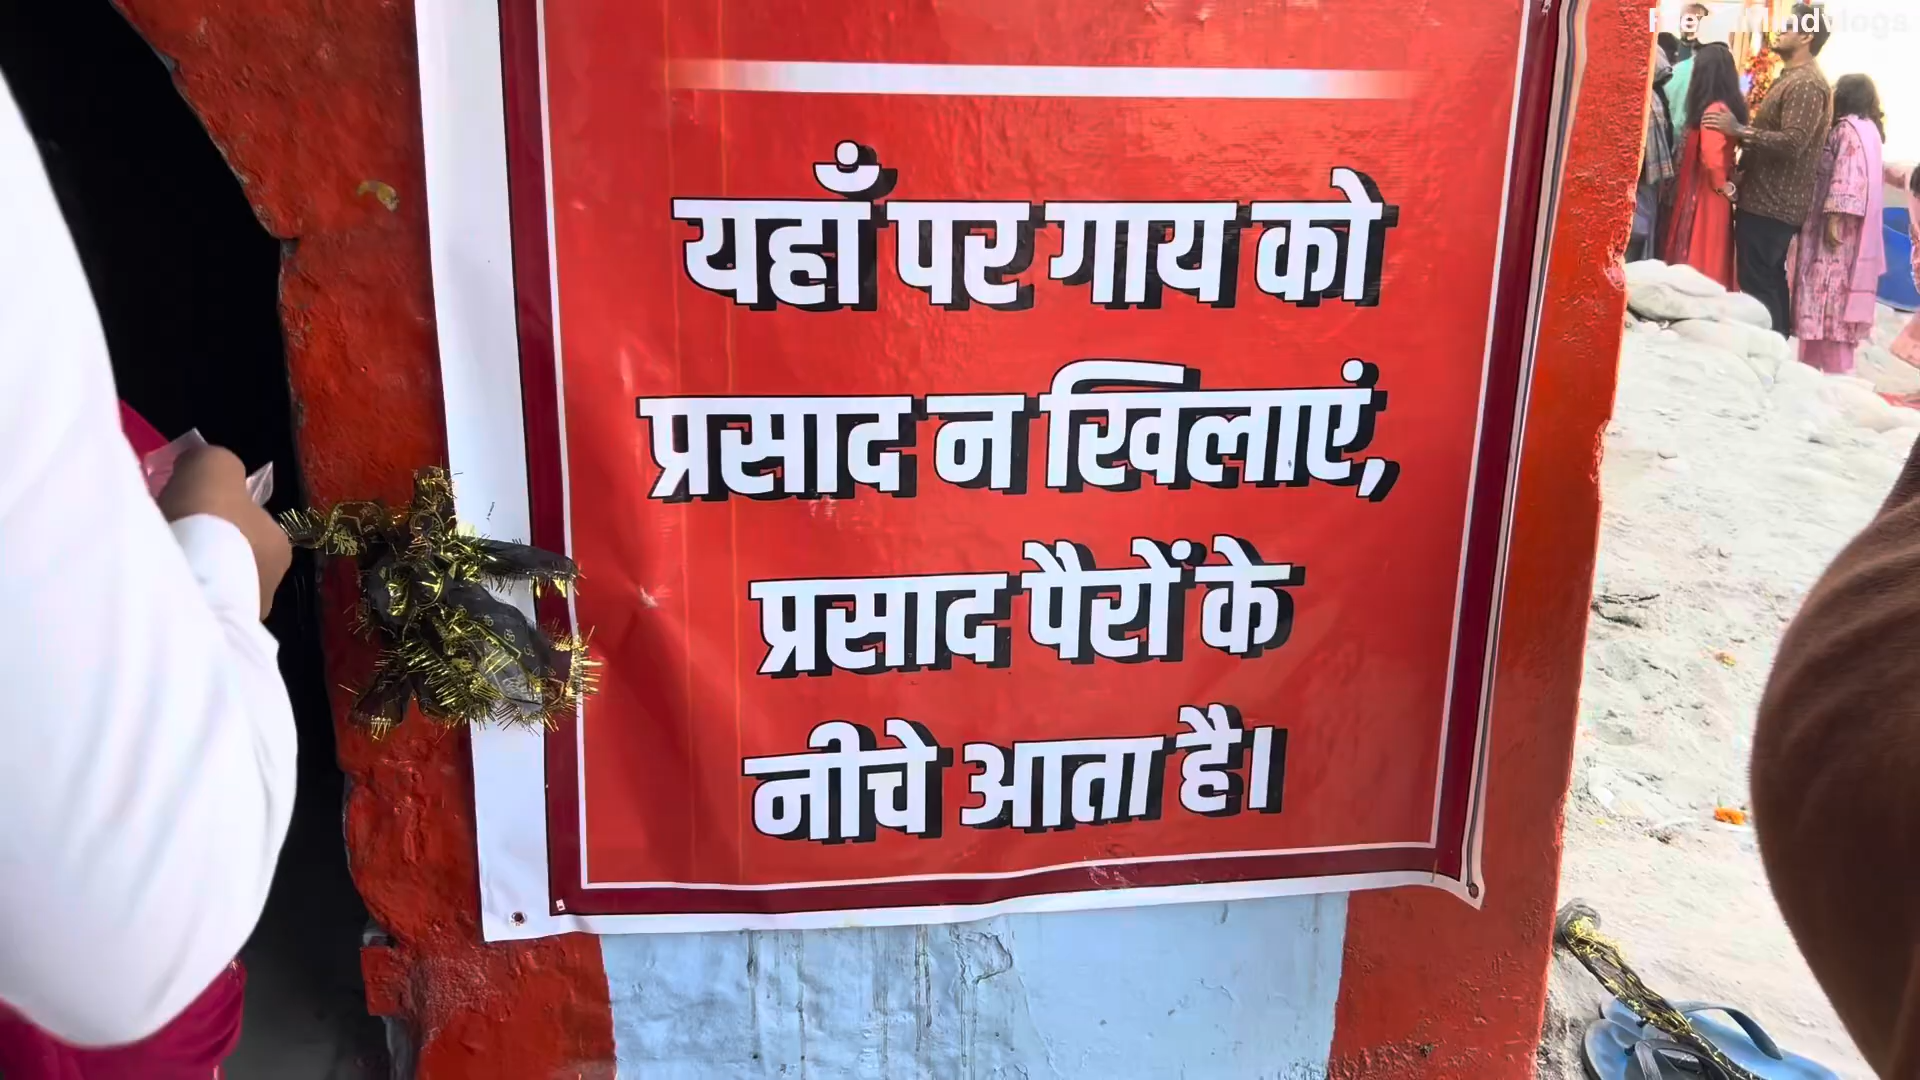 यहाँ पर गाय को
प्रसाद न खिलाएं,
प्रसाद पैरों के
नीचे आता है।